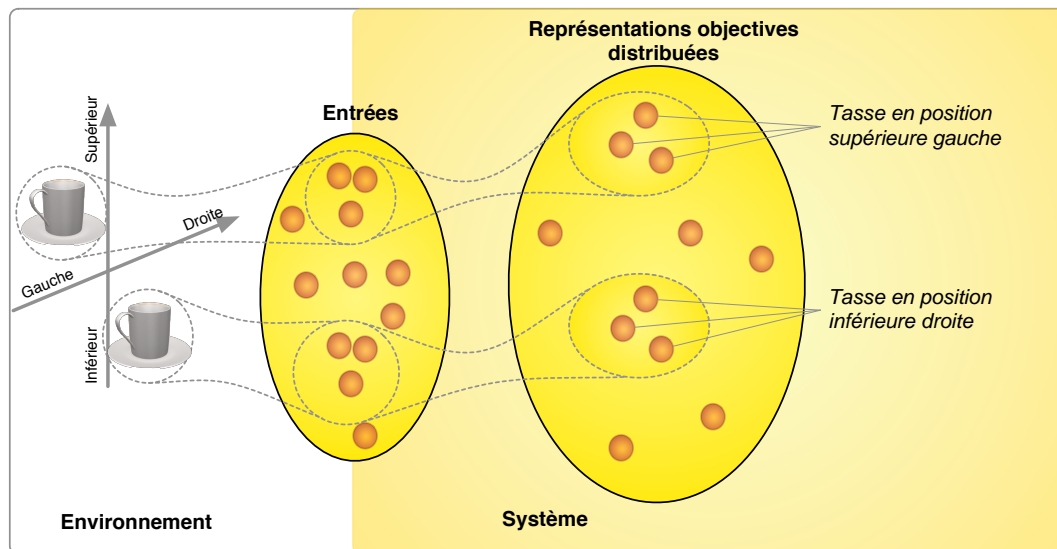 Représentations objectives
distribuées
Entrées
Supérieur
Tasse en position
supérieure gauche
Droite
Gauche
Tasse en position
inférieure droite
Inférieur
Environnement
Système